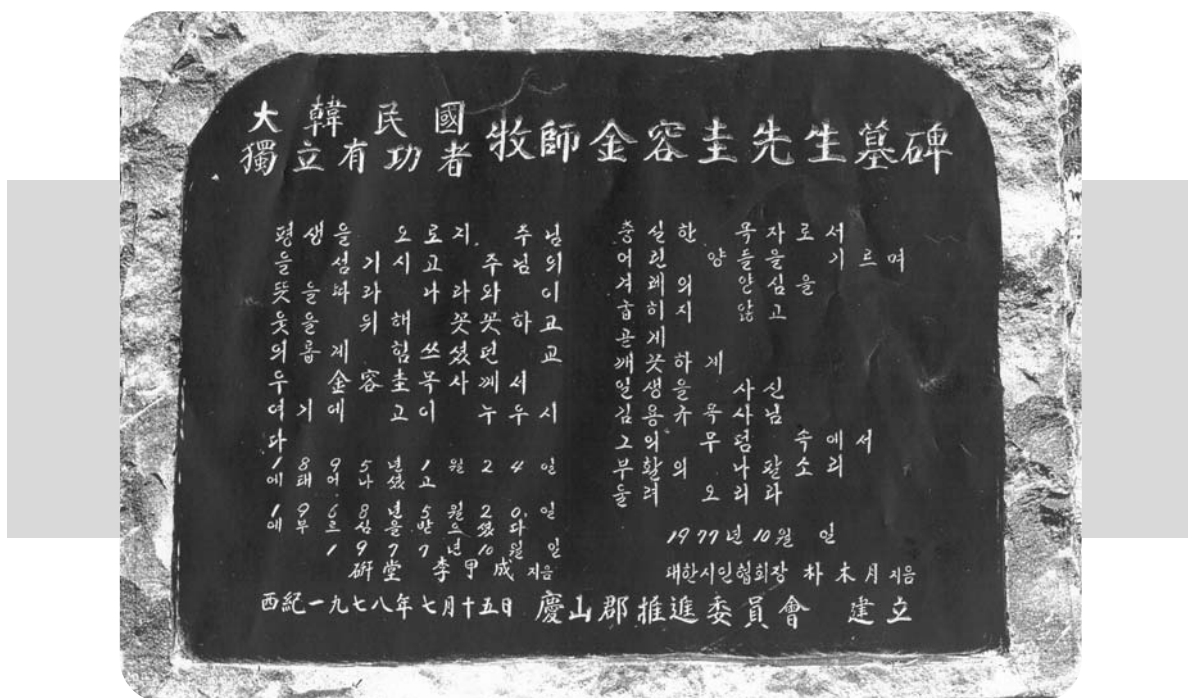 大韓民國
獨立有功者
牧師金容圭先生墓碑
평생을 오로지 주님
을 섬기시고 주님의
뜻을 따라 나라와 이
웃을 위해 꼿꼿하고
의롭게 힘쓰셨던 교
우 金容圭목사께서
여기에 고이 누우시
다
1895년 1월 24일
에 태어나셨고
1968년 5월 20일
에 부르심을 받으셨다
1977년 10월 일
硏堂 李甲成 지음
충실한 목자로서
어린 양들을 기르며
겨레의 양심을
굽히지 않고
곧게
깨끗하게
일생을 사신
김용규 목사님
그의 무덤 속에서
부활의 나팔소리
들려 오리라
1977년 10월 일
대한시인협회장 朴木月 지음
西紀一九七八年七月十五日 慶山郡推進委員會 建立